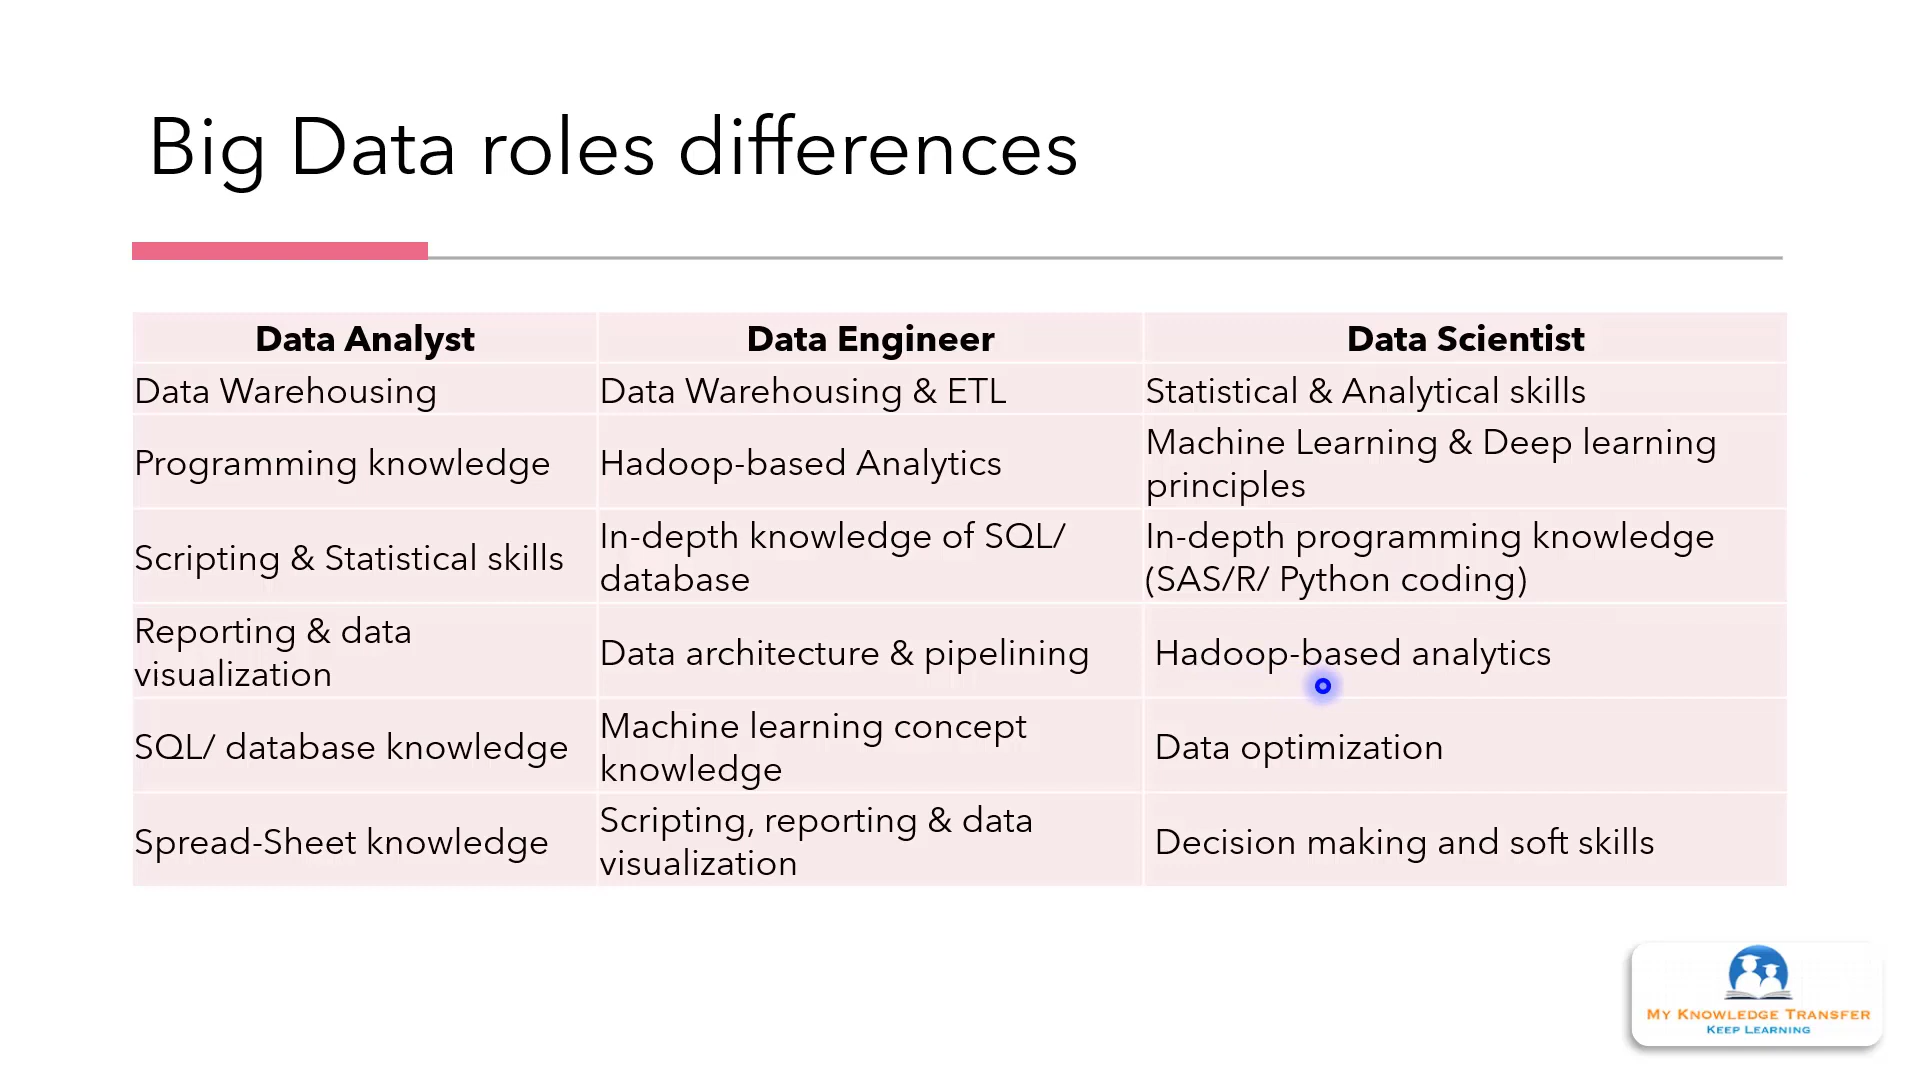 Big Data roles differences
Data Analyst
Data Engineer
Data Scientist
Data Warehousing
Data Warehousing & ETL
Statistical & Analytical skills
Programming knowledge
Hadoop-based Analytics
Machine Learning & Deep learning
principles
Scripting & Statistical skills
In-depth knowledge of SQL/
database
In-depth programming knowledge
(SAS/R/ Python coding)
Reporting & data
visualization
Data architecture & pipelining
Hadoop-based analytics
SQL/ database knowledge
Machine learning concept
knowledge
Data optimization
Spread-Sheet knowledge
Scripting, reporting & data
visualization
Decision making and soft skills
My Knowledge Transfer
Keep Learning